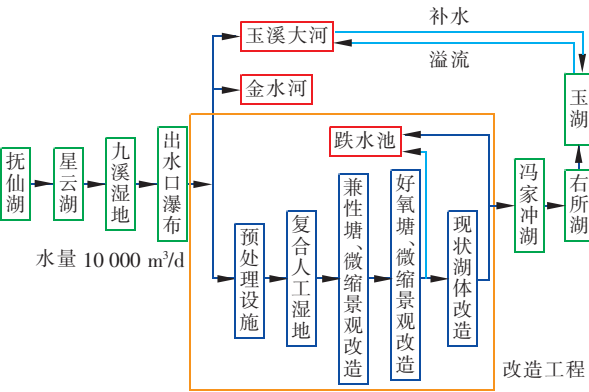 补水
玉溪大河
溢流
金水河
玉湖
跌水池
抚仙湖
星云湖
九溪湿地
出水口瀑布
冯家冲湖
右所湖
水量 10 000 m³/d
预处理设施
复合人工湿地
兼性塘、微缩景观改造
好氧塘、微缩景观改造
现状湖体改造
改造工程